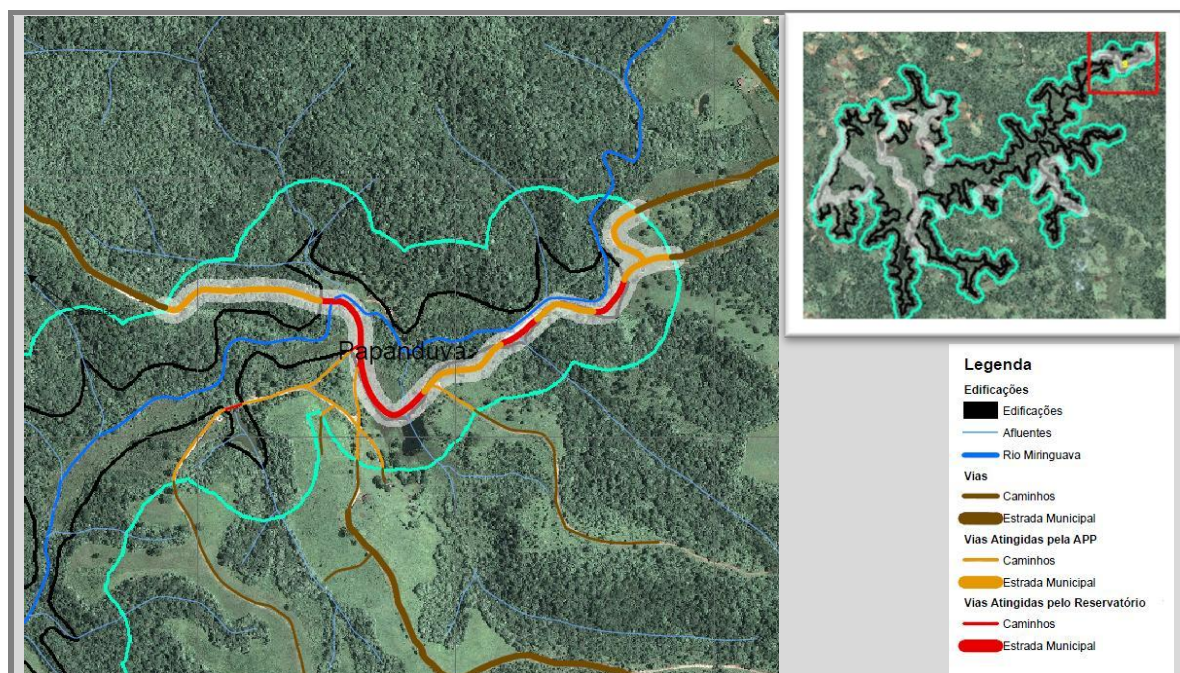 Papanduva
Legenda
Edificações
Edificações
Afluentes
Rio Miringuava
Vias
Caminhos
Estrada Municipal
Vias Atingidas pela APP
Caminhos
Estrada Municipal
Vias Atingidas pelo Reservatório
Caminhos
Estrada Municipal